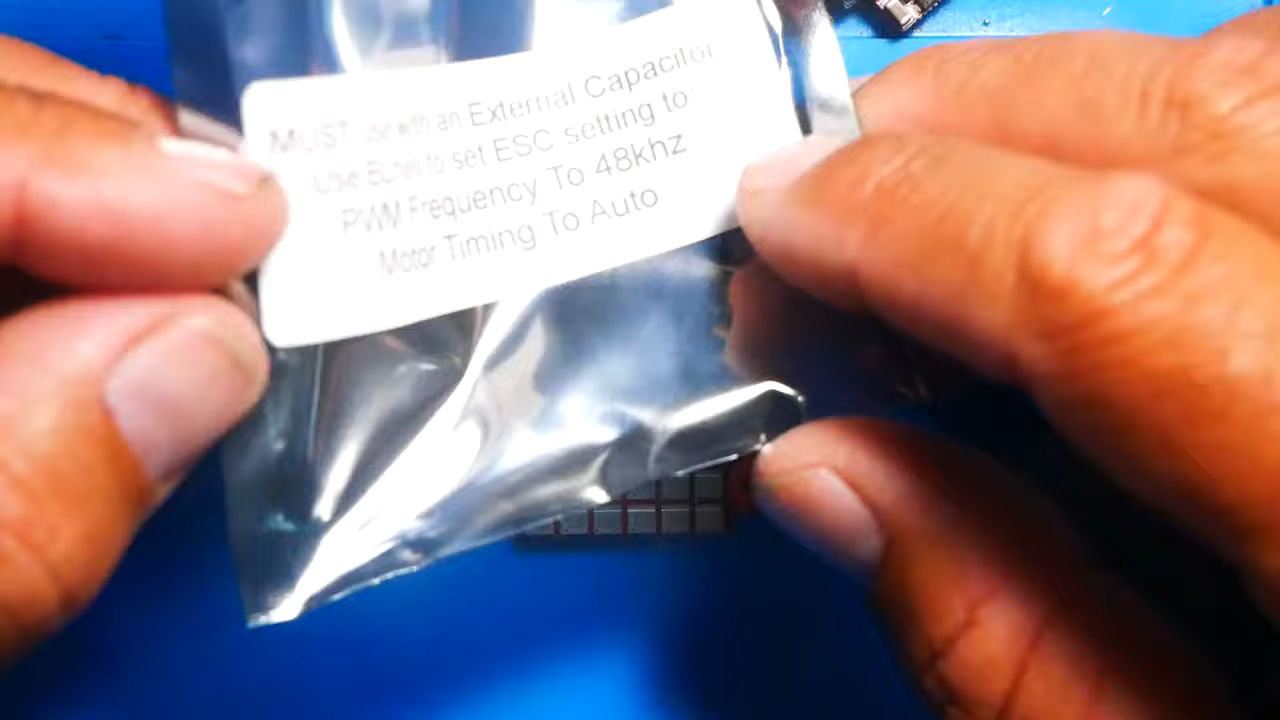 MUST use with an External Capacitor
Use to set ESC setting to
PWM Frequency To 48khz
Motor Timing To Auto